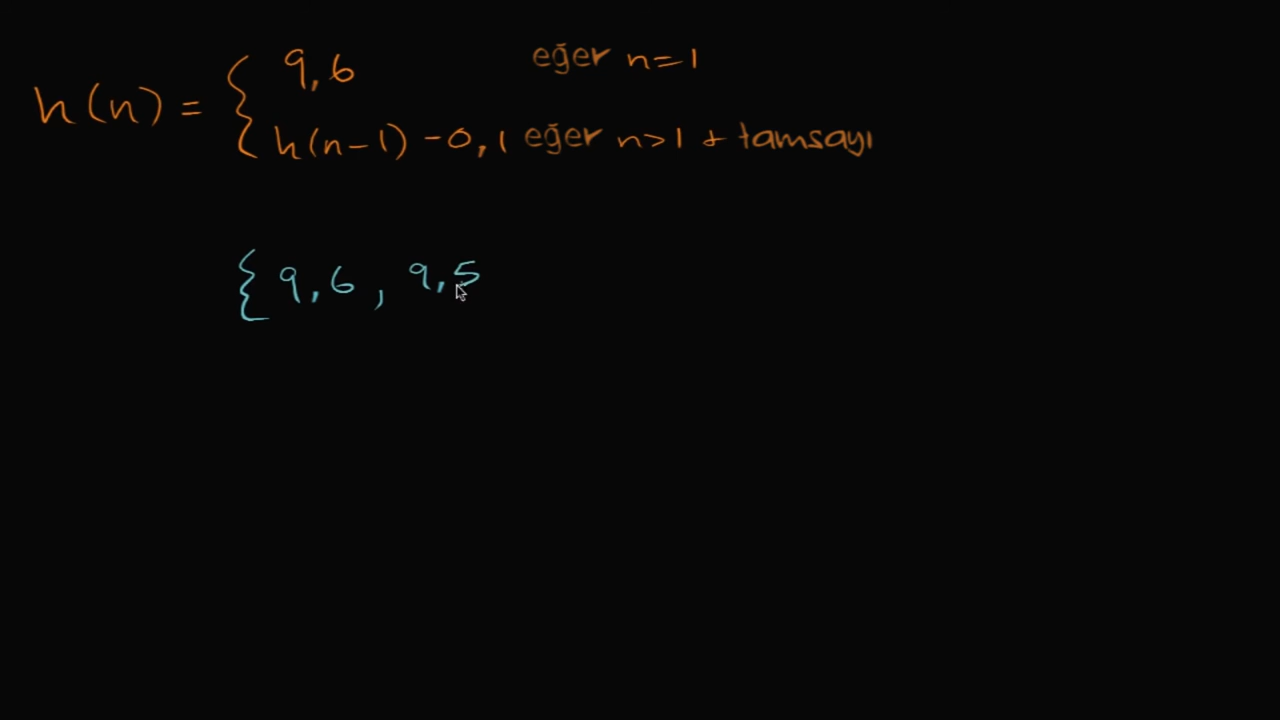 h(n) = { 9,6 eğer n=1
h(n-1) -0,1 eğer n>1 + tamsayı
{ 9,6 , 9,5